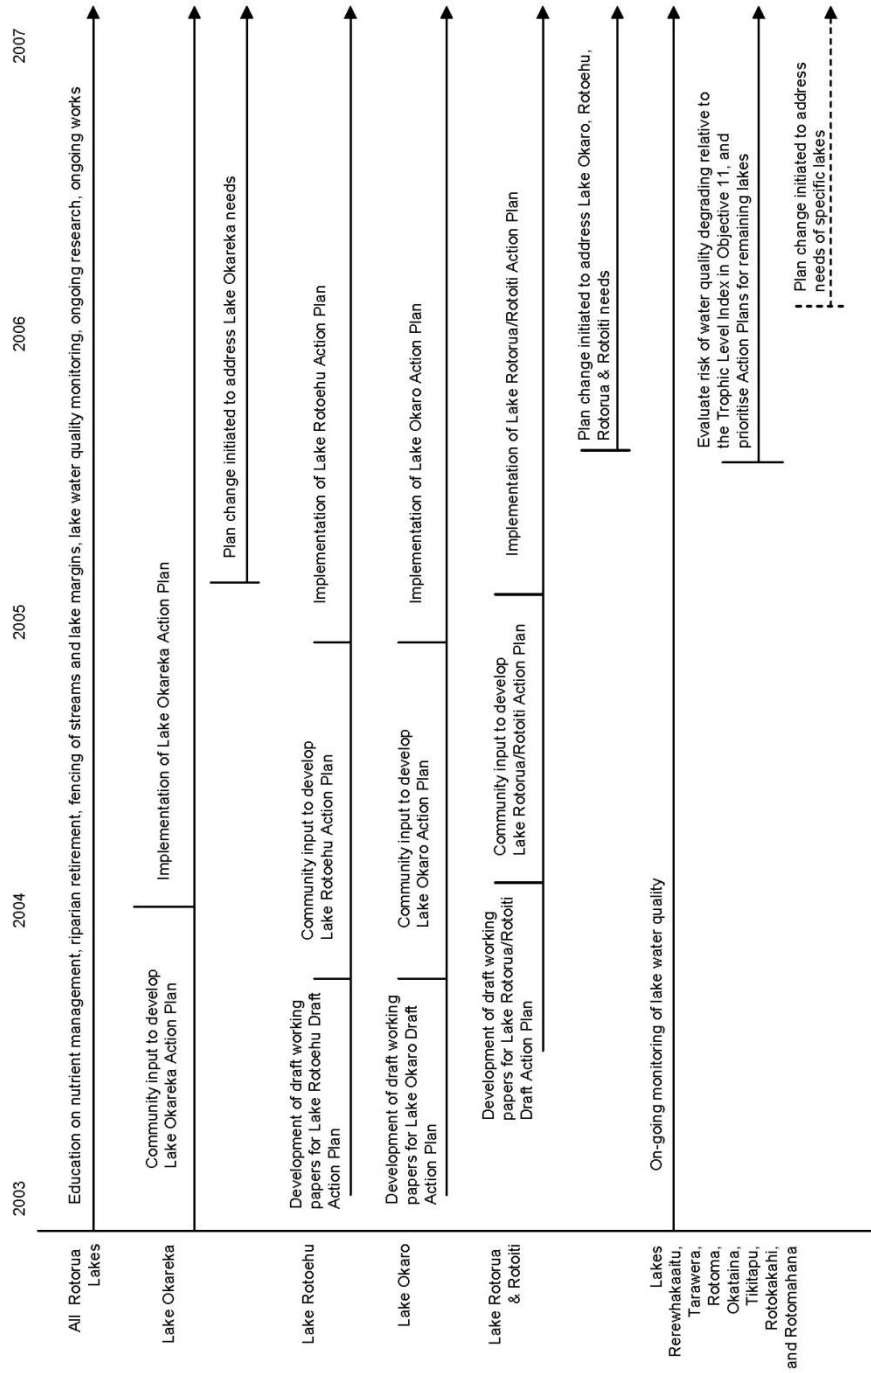 2003
2004
2005
2006
2007
All Rotorua
Lakes
Education on nutrient management, riparian retirement, fencing of streams and lake margins, lake water quality monitoring, ongoing research, ongoing works
Lake Okareka
Community input to develop
Lake Okareka Action Plan
Implementation of Lake Okareka Action Plan
Plan change initiated to address Lake Okareka needs
Lake Rotoehu
Development of draft working
papers for Lake Rotoehu Draft
Action Plan
Community input to develop
Lake Rotoehu Action Plan
Implementation of Lake Rotoehu Action Plan
Lake Okaro
Development of draft working
papers for Lake Okaro Draft
Action Plan
Community input to develop
Lake Okaro Action Plan
Implementation of Lake Okaro Action Plan
Lake Rotorua
& Rotoiti
Development of draft working
papers for Lake Rotorua/Rotoiti
Draft Action Plan
Community input to develop
Lake Rotorua/Rotoiti Action Plan
Implementation of Lake Rotorua/Rotoiti Action Plan
Plan change initiated to address Lake Okaro, Rotoehu,
Rotorua & Rotoiti needs
Lakes
Rerewhakaaitu,
Tarawera,
Rotoma,
Okataina,
Tikitapu,
Rotokakahi,
and Rotomahana
On-going monitoring of lake water quality
Evaluate risk of water quality degrading relative to
the Trophic Level Index in Objective 11, and
prioritise Action Plans for remaining lakes
Plan change initiated to address
needs of specific lakes